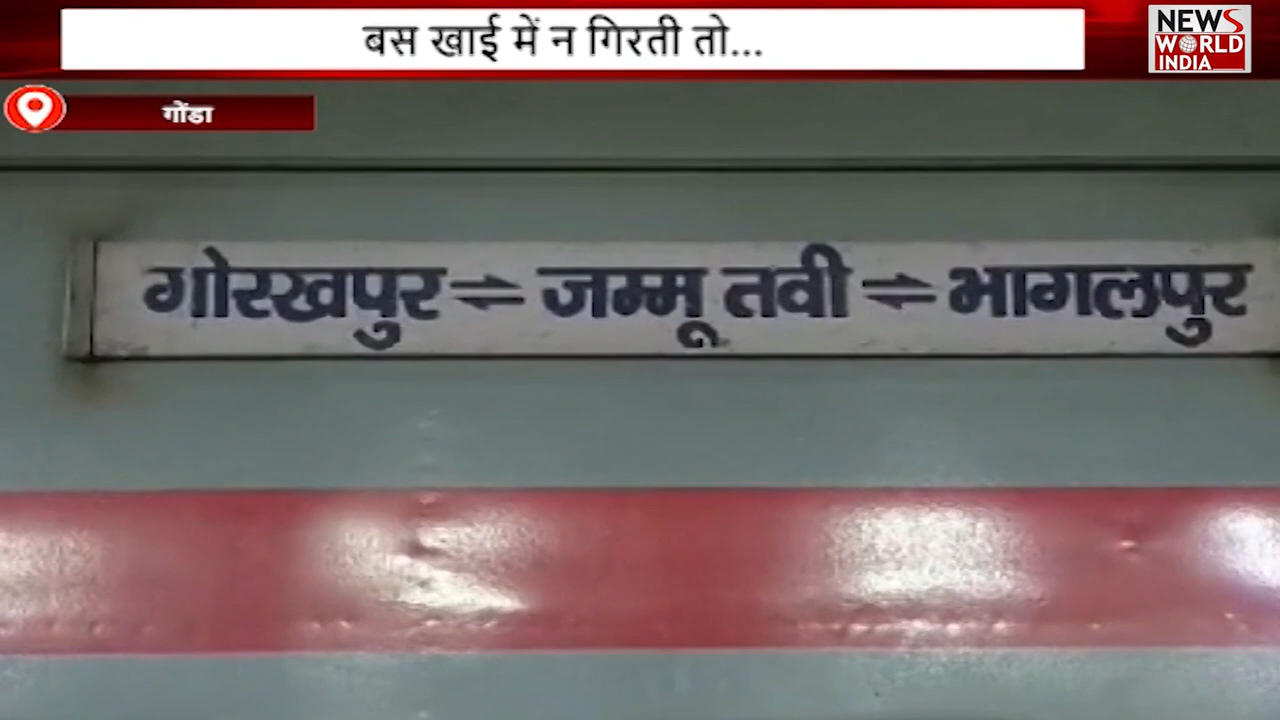 बस खाई में न गिरती तो...
NEWS
WORLD
INDIA
गोंडा
गोरखपुर ⇌ जम्मू तवी ⇌ भागलपुर